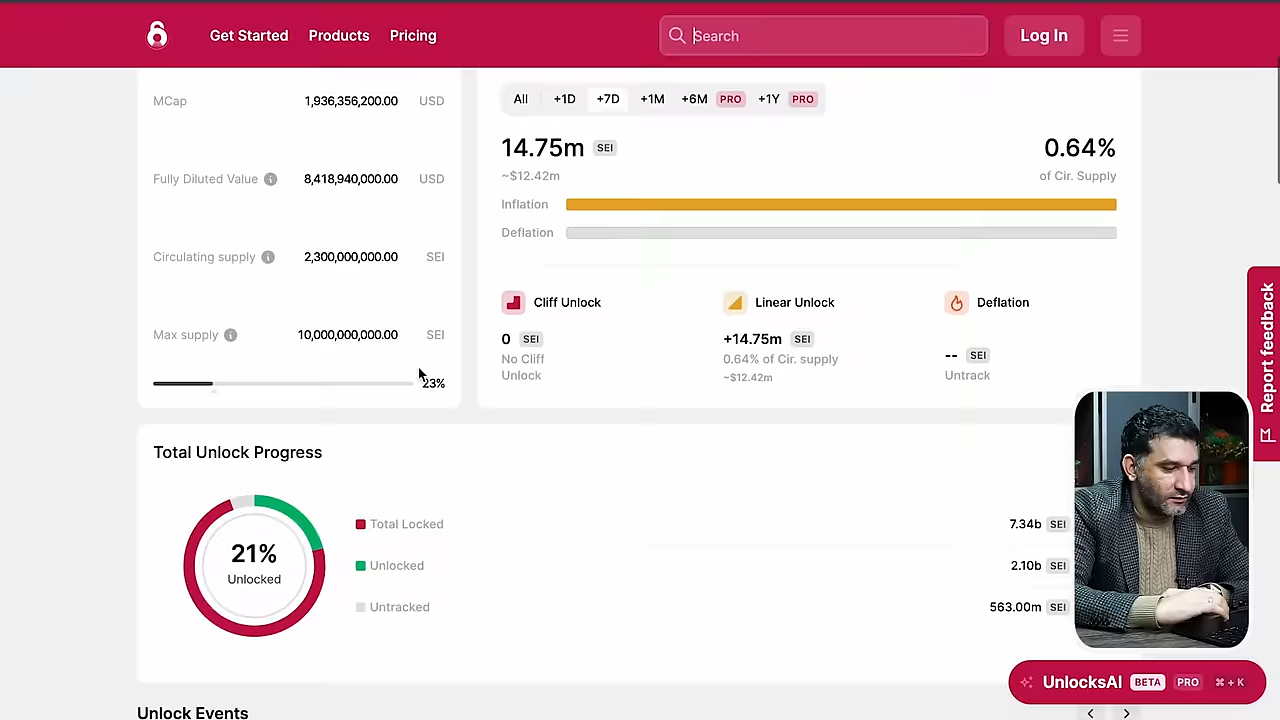 Get Started Products Pricing Search Log In
MCap 1,936,356,200.00 USD
Fully Diluted Value 8,418,940,000.00 USD
Circulating supply 2,300,000,000.00 SEI
Max supply 10,000,000,000.00 SEI
23%
All +1D +7D +1M +6M PRO +1Y PRO
14.75m SEI 0.64%
~$12.42m of Cir. Supply
Inflation
Deflation
Cliff Unlock Linear Unlock Deflation
0 SEI +14.75m SEI -- SEI
No Cliff Unlock 0.64% of Cir. supply Untrack
~$12.42m
Report feedback
Total Unlock Progress
21%
Unlocked
Total Locked 7.34b SEI
Unlocked 2.10b SEI
Untracked 563.00m SEI
UnlocksAI BETA PRO ⌘ + K
Unlock Events